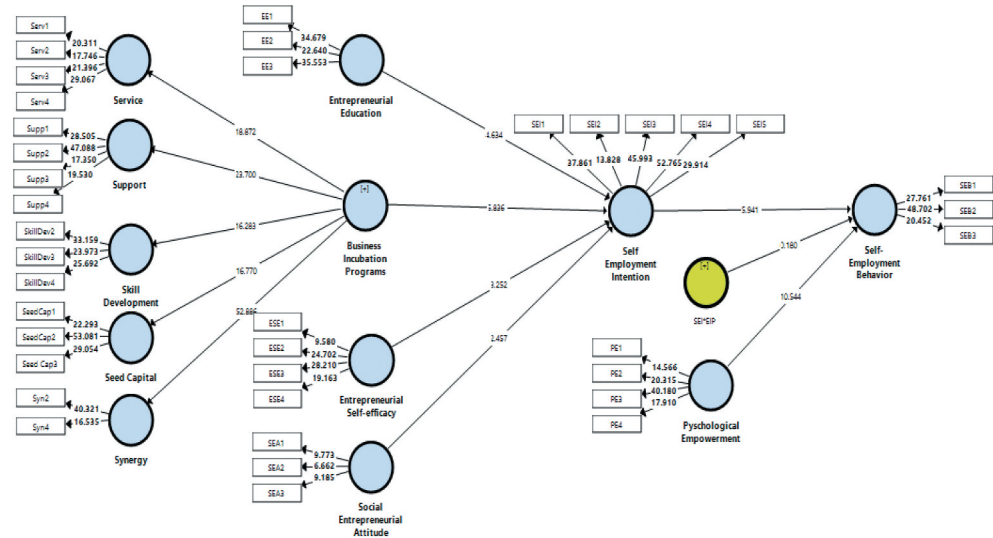 Serv1
Serv2
Serv3
Serv4
20.311
17.746
21.396
29.067
Service
Supp1
Supp2
Supp3
Supp4
28.505
47.088
17.350
19.530
Support
SkillDev2
SkillDev3
SkillDev4
33.159
23.973
25.692
Skill
Development
SeedCap1
SeedCap2
Seed Cap3
22.293
53.081
29.054
Seed Capital
Syn2
Syn4
40.321
16.535
Synergy
18.872
23.700
16.283
16.770
[+]
Business
Incubation
Programs
EE1
EE2
EE3
34.679
22.640
35.553
Entrepreneurial
Education
4.634
5.836
3.252
2.457
ESE1
ESE2
ESE3
ESE4
9.580
24.702
28.210
19.163
Entrepreneurial
Self-efficacy
SEA1
SEA2
SEA3
9.773
6.662
9.185
Social
Entrepreneurial
Attitude
SEI1
SEI2
SEI3
SEI4
SEI5
37.861
13.828
45.993
52.765
29.914
Self
Employment
Intention
5.941
0.180
10.544
[+]
SEI*EIP
PE1
PE2
PE3
PE4
14.566
20.315
40.180
17.910
Pyschological
Empowerment
SEB1
SEB2
SEB3
27.761
48.702
20.452
Self-
Employment
Behavior